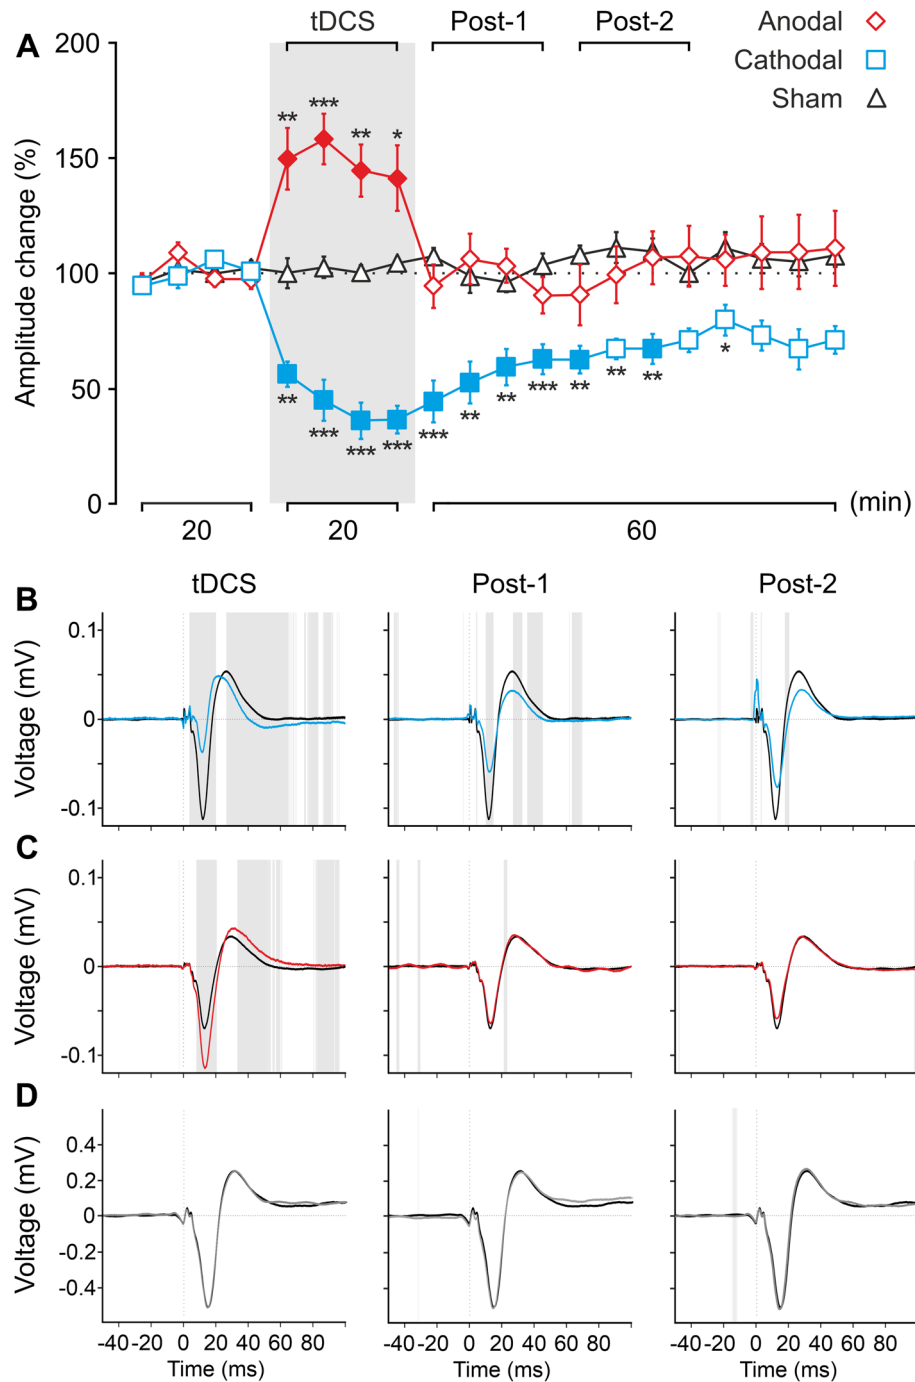 A
tDCS
Post-1
Post-2
Anodal
Cathodal
Sham
Amplitude change (%)
200
150
100
50
0
** *** ** *
** *** *** *** *** ** ** *** ** ** ** *
20
20
60
(min)
B
tDCS
Post-1
Post-2
Voltage (mV)
0.1
0
-0.1
C
Voltage (mV)
0.1
0
-0.1
D
Voltage (mV)
0.4
0.2
0
-0.2
-0.4
-40 -20 0 20 40 60 80
-40 -20 0 20 40 60 80
-40 -20 0 20 40 60 80
Time (ms)
Time (ms)
Time (ms)